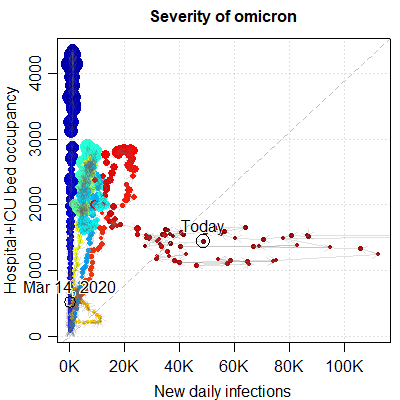 Severity of omicron
Hospital+ICU bed occupancy
4000
3000
2000
1000
0
Today
Mar 14, 2020
0K
20K
40K
60K
80K
100K
New daily infections